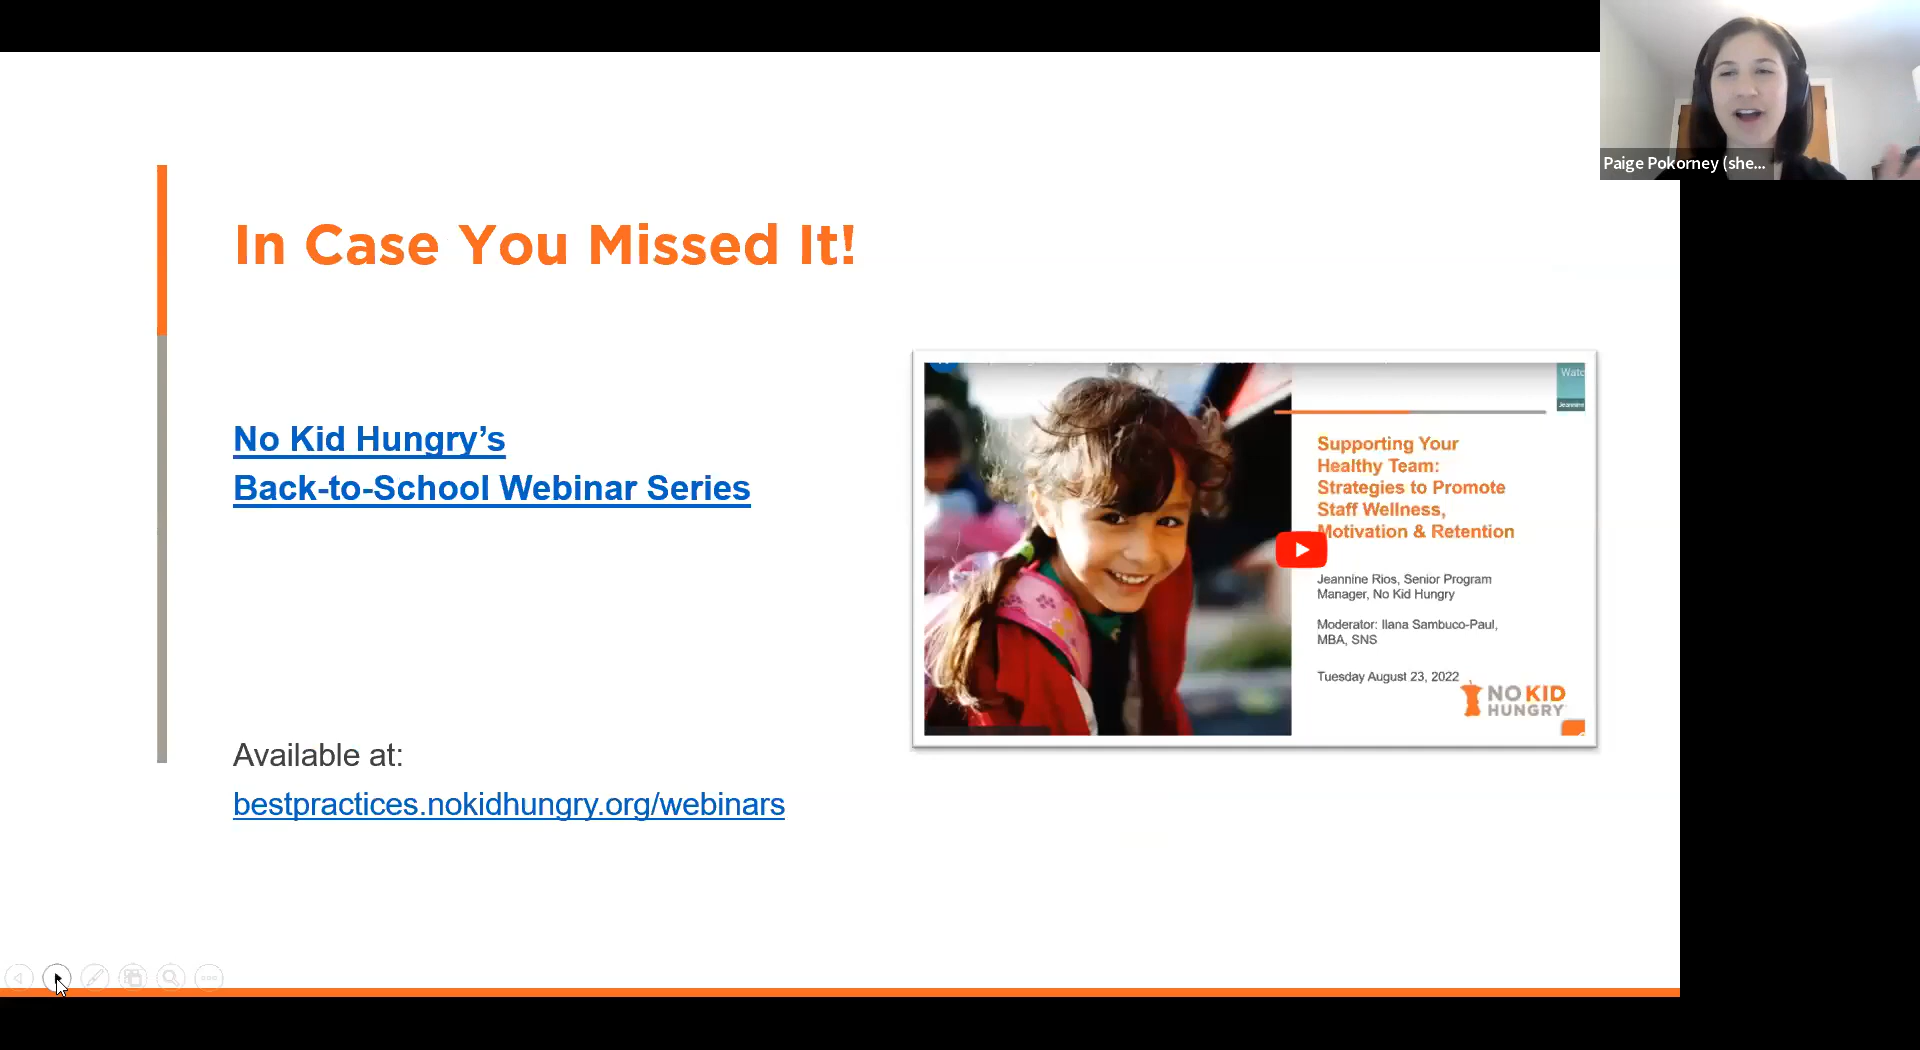 Paige Pokorney (she...
In Case You Missed It!
No Kid Hungry’s
Back-to-School Webinar Series
Available at:
bestpractices.nokidhungry.org/webinars
Watc
Jeannine
Supporting Your
Healthy Team:
Strategies to Promote
Staff Wellness,
Motivation & Retention
Jeannine Rios, Senior Program
Manager, No Kid Hungry
Moderator: Ilana Sambuco-Paul,
MBA, SNS
Tuesday August 23, 2022
NO KID
HUNGRY